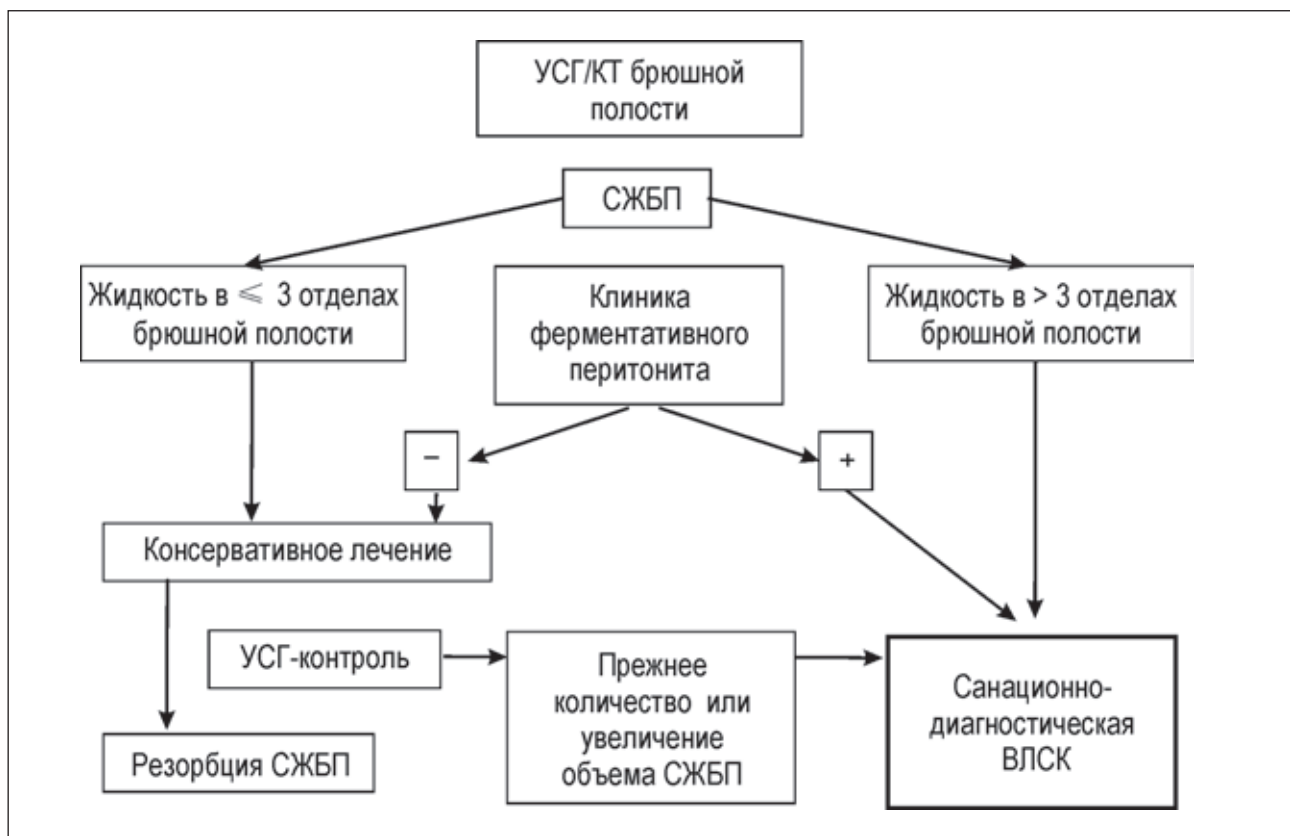 УСГ/КТ брюшной
полости
СЖБП
Жидкость в ⩽ 3 отделах
брюшной полости
Клиника
ферментативного
перитонита
Жидкость в > 3 отделах
брюшной полости
–
+
Консервативное лечение
УСГ-контроль
Прежнее
количество или
увеличение
объема СЖБП
Санационно-
диагностическая
ВЛСК
Резорбция СЖБП